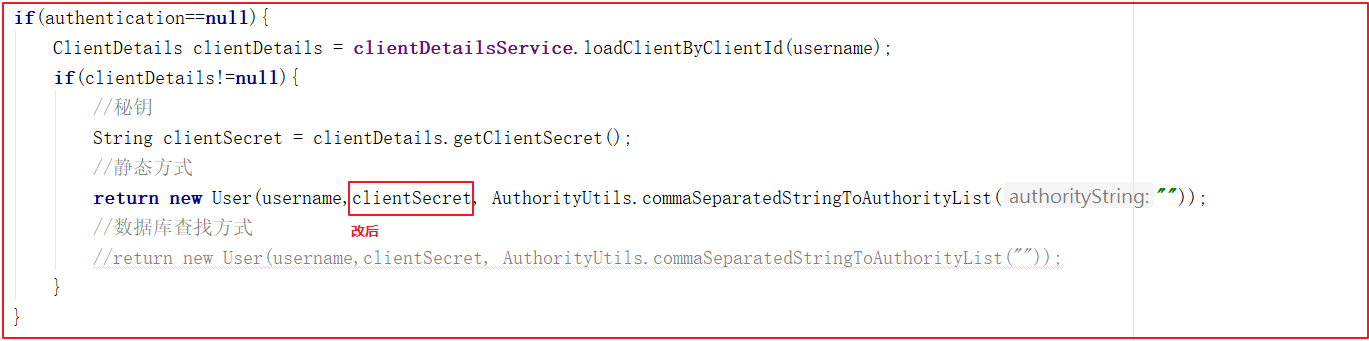 if(authentication==null){
ClientDetails clientDetails = clientDetailsService.loadClientByClientId(username);
if(clientDetails!=null){
//秘钥
String clientSecret = clientDetails.getClientSecret();
//静态方式
return new User(username,clientSecret, AuthorityUtils.commaSeparatedStringToAuthorityList( authorityString: ""));
//数据库查找方式
改后
//return new User(username,clientSecret, AuthorityUtils.commaSeparatedStringToAuthorityList(""));
}
}